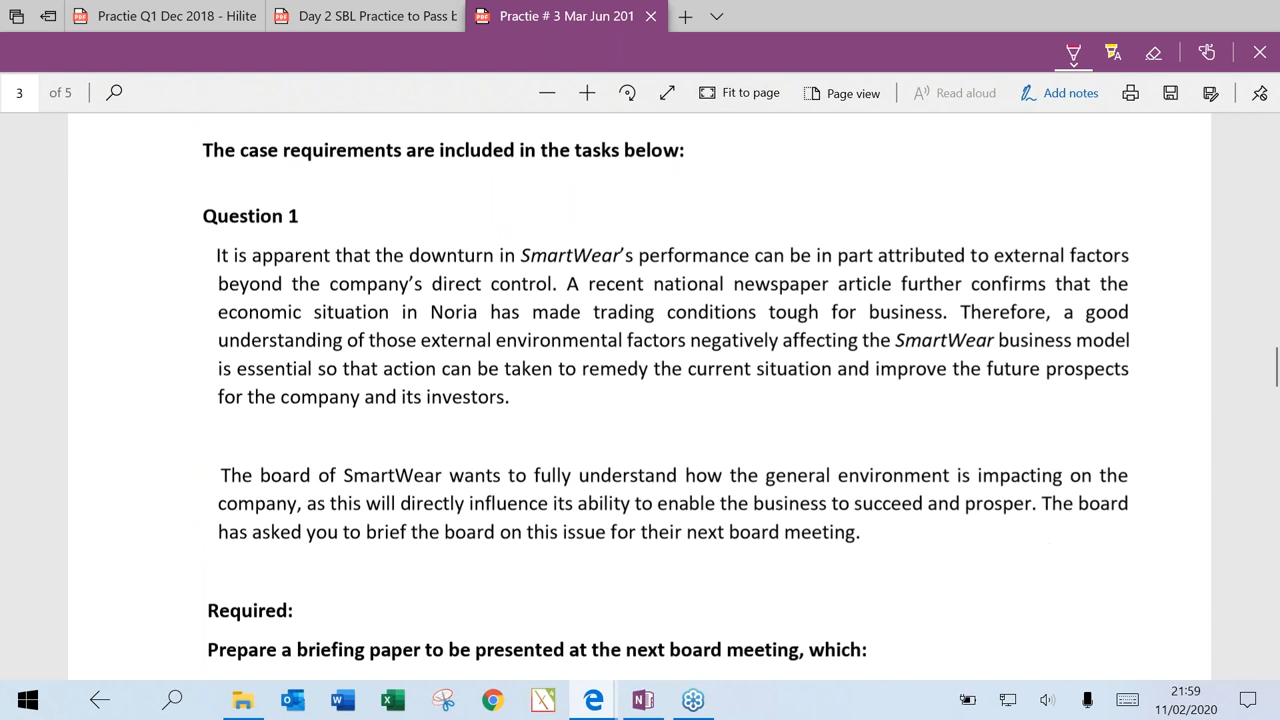 Practie Q1 Dec 2018 - Hilite
Day 2 SBL Practice to Pass b
Practie # 3 Mar Jun 201
3 of 5
Fit to page
Page view
Read aloud
Add notes
The case requirements are included in the tasks below:
Question 1
It is apparent that the downturn in SmartWear's performance can be in part attributed to external factors
beyond the company's direct control. A recent national newspaper article further confirms that the
economic situation in Noria has made trading conditions tough for business. Therefore, a good
understanding of those external environmental factors negatively affecting the SmartWear business model
is essential so that action can be taken to remedy the current situation and improve the future prospects
for the company and its investors.
The board of SmartWear wants to fully understand how the general environment is impacting on the
company, as this will directly influence its ability to enable the business to succeed and prosper. The board
has asked you to brief the board on this issue for their next board meeting.
Required:
Prepare a briefing paper to be presented at the next board meeting, which:
21:59
11/02/2020